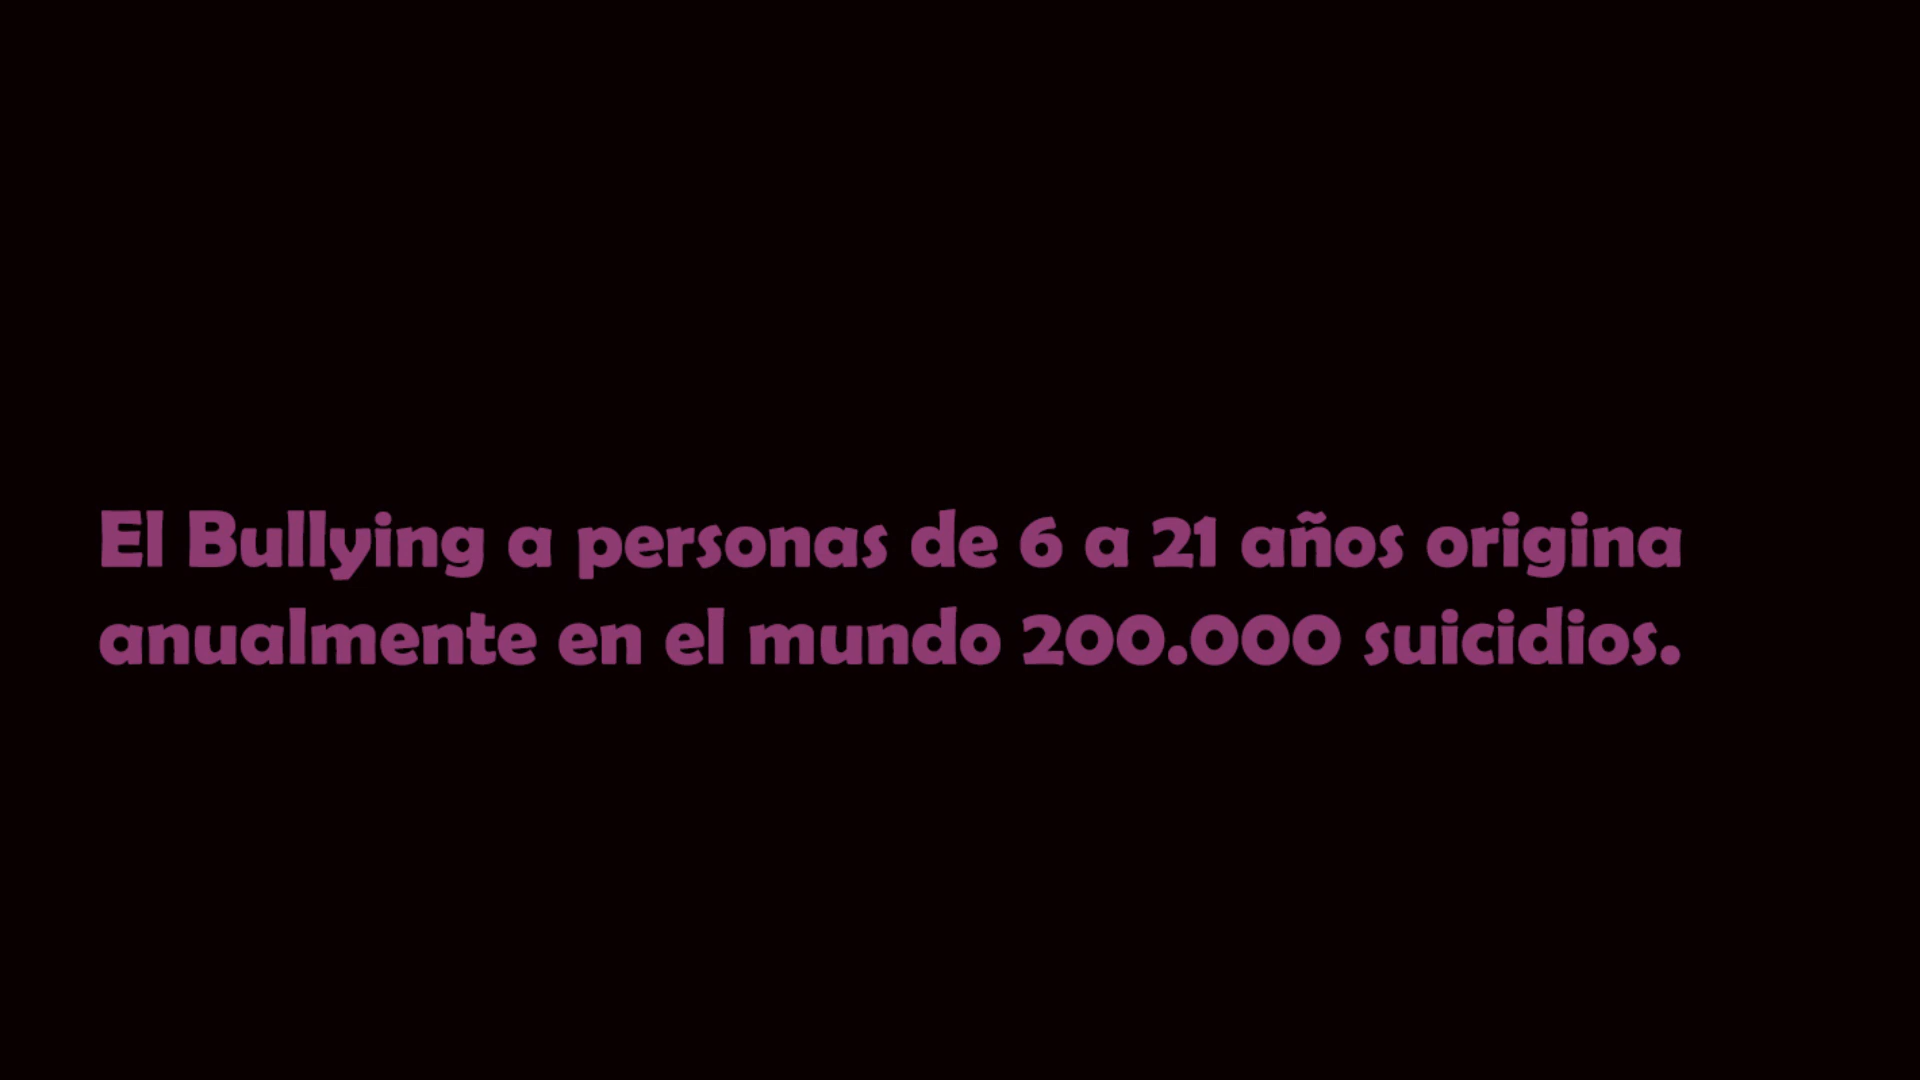 El Bullying a personas de 6 a 21 años origina
anualmente en el mundo 200.000 suicidios.